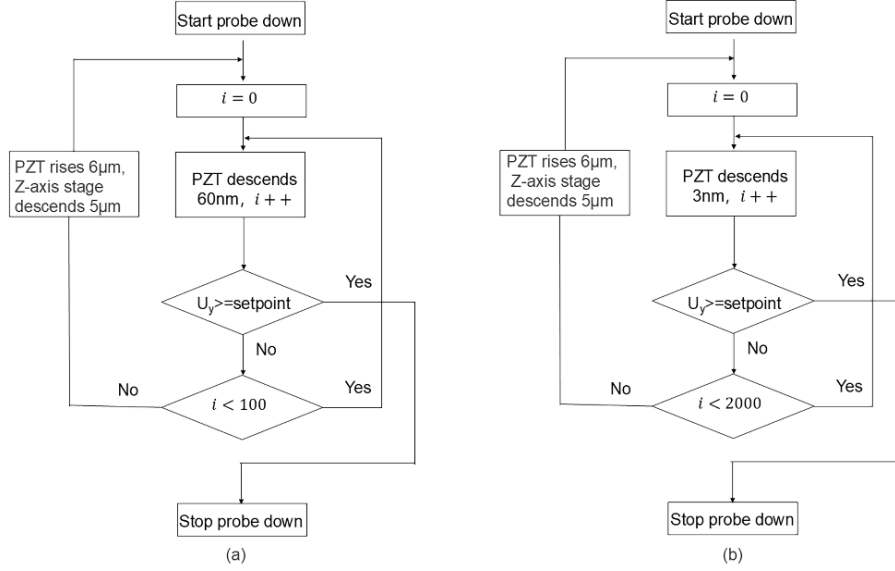 Start probe down
i = 0
PZT rises 6μm,
Z-axis stage
descends 5μm
PZT descends
60nm, i + +
Uy>=setpoint
Yes
No
No
i < 100
Yes
Stop probe down
(a)
Start probe down
i = 0
PZT rises 6μm,
Z-axis stage
descends 5μm
PZT descends
3nm, i + +
Uy>=setpoint
Yes
No
No
i < 2000
Yes
Stop probe down
(b)